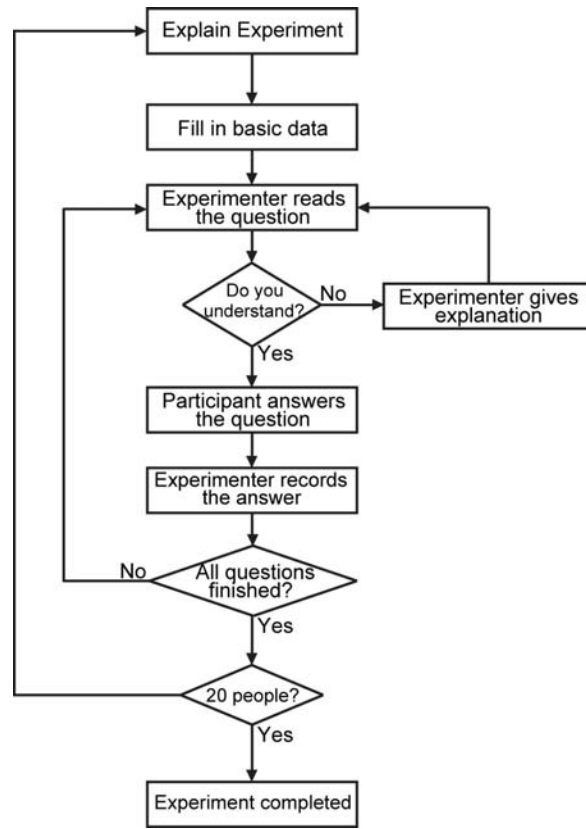 Explain Experiment
Fill in basic data
Experimenter reads
the question
Do you
understand?
No
Experimenter gives
explanation
Yes
Participant answers
the question
Experimenter records
the answer
No
All questions
finished?
Yes
20 people?
Yes
Experiment completed